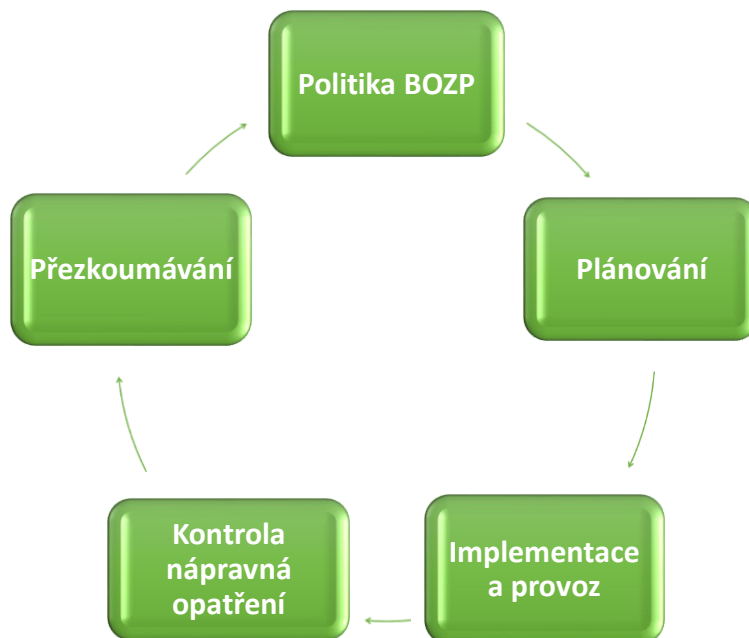 Politika BOZP
Plánování
Implementace
a provoz
Kontrola
nápravná
opatření
Přezkoumávání